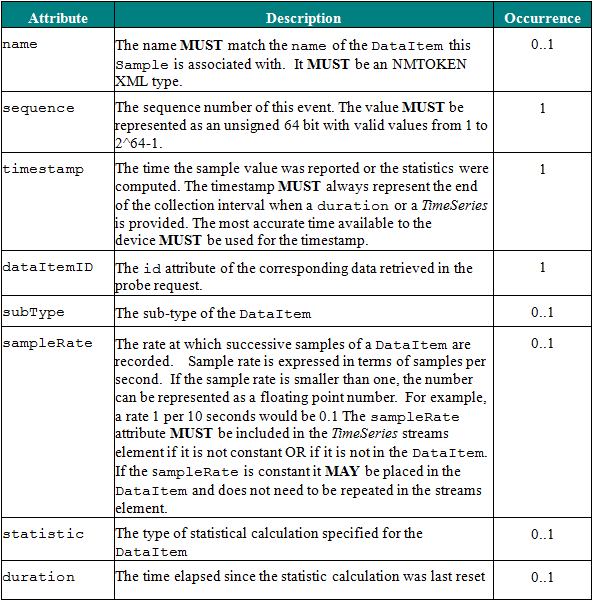 Attribute Description Occurrence
name The name MUST match the name of the DataItem this 0..1
Sample is associated with. It MUST be an NMTOKEN
XML type.
sequence The sequence number of this event. The value MUST be 1
represented as an unsigned 64 bit with valid values from 1 to
2^64-1.
timestamp The time the sample value was reported or the statistics were 1
computed. The timestamp MUST always represent the end
of the collection interval when a duration or a TimeSeries
is provided. The most accurate time available to the
device MUST be used for the timestamp.
dataItemID The id attribute of the corresponding data retrieved in the 1
probe request.
subType The sub-type of the DataItem 0..1
sampleRate The rate at which successive samples of a DataItem are 0..1
recorded. Sample rate is expressed in terms of samples per
second. If the sample rate is smaller than one, the number
can be represented as a floating point number. For example,
a rate 1 per 10 seconds would be 0.1 The sampleRate
attribute MUST be included in the TimeSeries streams
element if it is not constant OR if it is not in the DataItem.
If the sampleRate is constant it MAY be placed in the
DataItem and does not need to be repeated in the streams
element.
statistic The type of statistical calculation specified for the 0..1
DataItem
duration The time elapsed since the statistic calculation was last reset 0..1